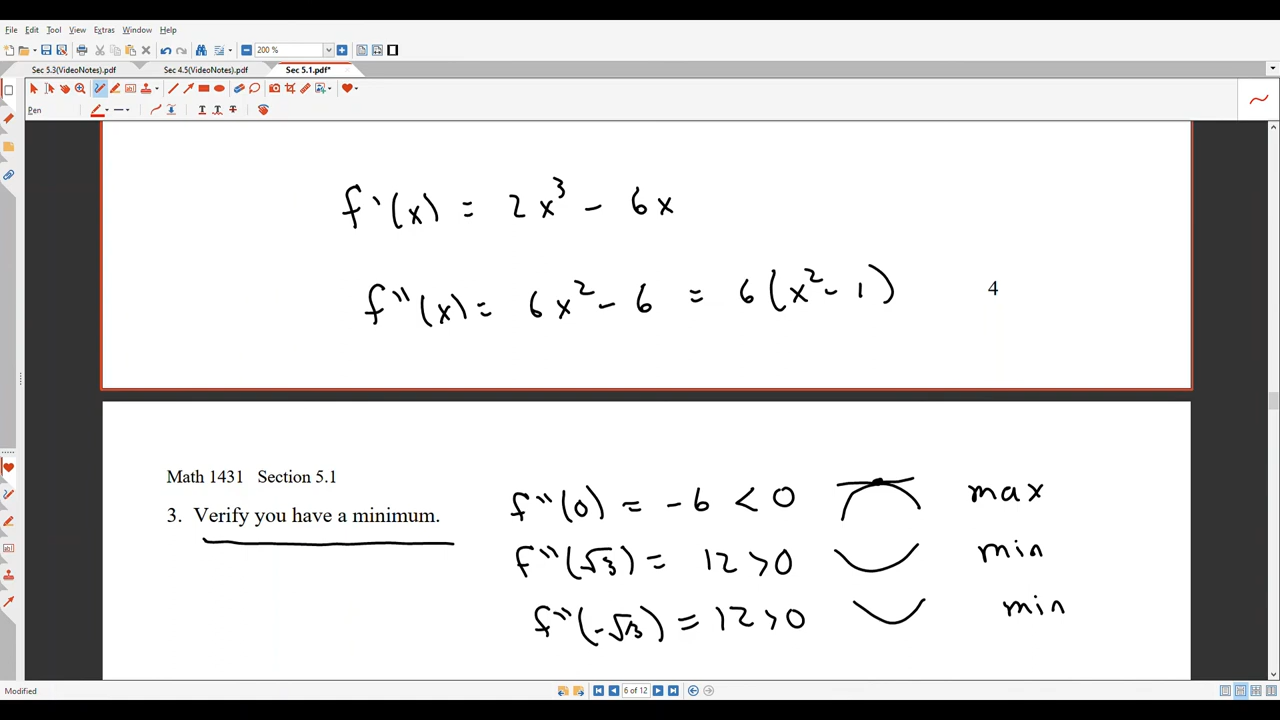 File Edit Tool View Extras Window Help
200 %
Sec 5.3(VideoNotes).pdf Sec 4.5(VideoNotes).pdf Sec 5.1.pdf*
Pen
f'(x) = 2x³ - 6x
f''(x) = 6x² - 6 = 6(x² - 1)
4
Math 1431 Section 5.1
3. Verify you have a minimum.
f''(0) = -6 < 0 max
f''(√3) = 12 > 0 min
f''(-√3) = 12 > 0 min
Modified
6 of 12